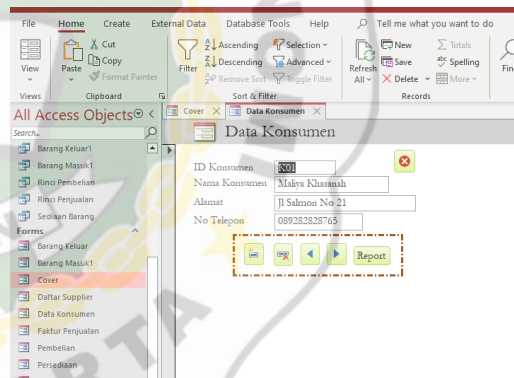 File Home Create External Data Database Tools Help Tell me what you want to do
View Paste Cut Copy Format Painter Filter Ascending Descending Remove Sort Selection Advanced Toggle Filter Refresh All New Save Delete Totals Spelling More
Views Clipboard Sort & Filter Records
All Access Objects
Search...
Barang Keluar1
Barang Masuk1
Rinci Pembelian
Rinci Penjualan
Sediaan Barang
Forms
Barang Keluar
Barang Masuk1
Cover
Daftar Supplier
Data Konsumen
Faktur Penjualan
Pembelian
Persediaan
Cover Data Konsumen
Data Konsumen
ID Konsumen K01
Nama Konsumen Maliya Khasanah
Alamat Jl Salmon No 21
No Telepon 089282828765
Report